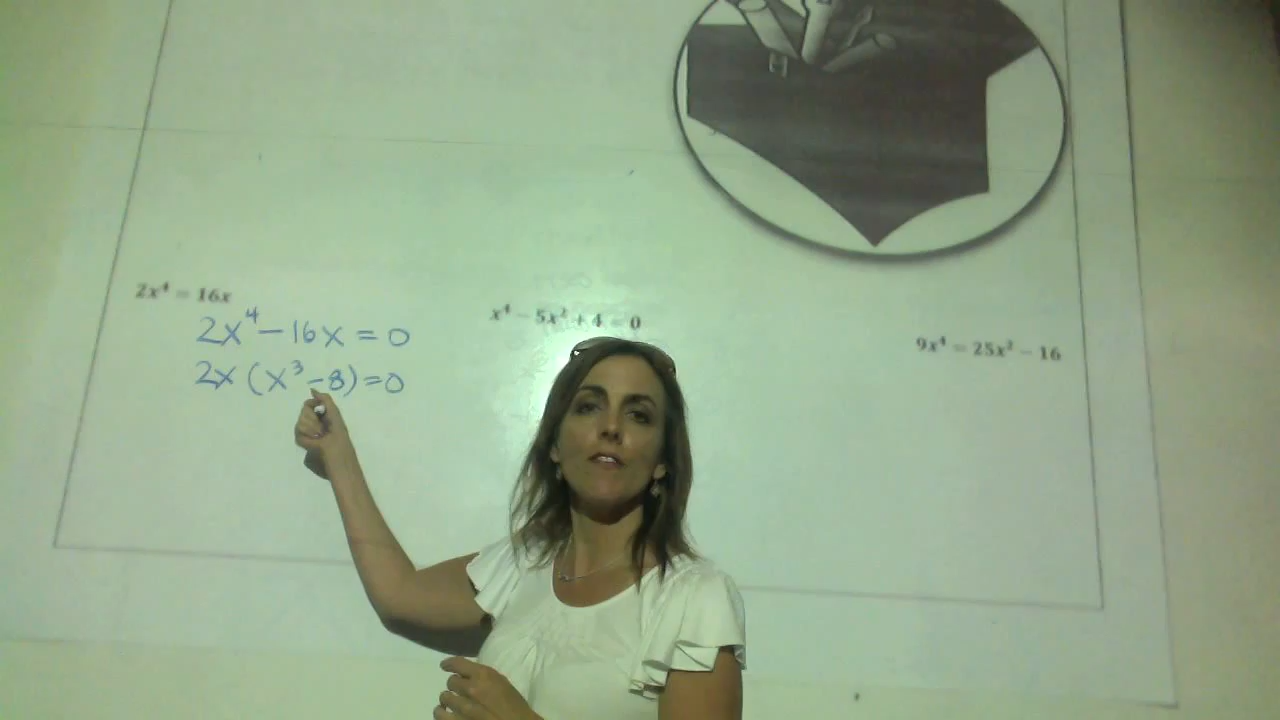 2x⁴ = 16x
2x⁴ - 16x = 0
2x (x³ - 8) = 0
x⁴ - 5x² + 4 = 0
9x⁴ = 25x² - 16